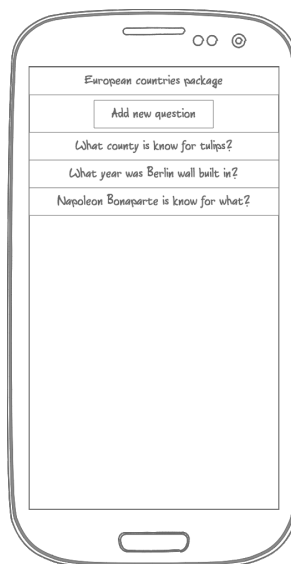 European countries package
Add new question
What county is know for tulips?
What year was Berlin wall built in?
Napoleon Bonaparte is know for what?